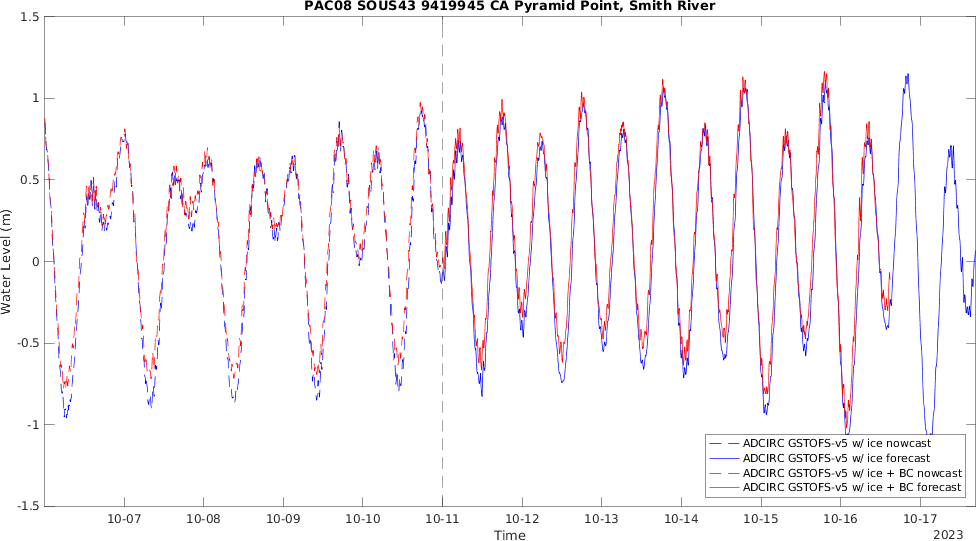 PAC08 SOUS43 9419945 CA Pyramid Point, Smith River
1.5
1
0.5
0
-0.5
-1
-1.5
Water Level (m)
ADCIRC GSTOFS-v5 w/ ice nowcast
ADCIRC GSTOFS-v5 w/ ice forecast
ADCIRC GSTOFS-v5 w/ ice + BC nowcast
ADCIRC GSTOFS-v5 w/ ice + BC forecast
10-07 10-08 10-09 10-10 10-11 10-12 10-13 10-14 10-15 10-16 10-17
Time
2023